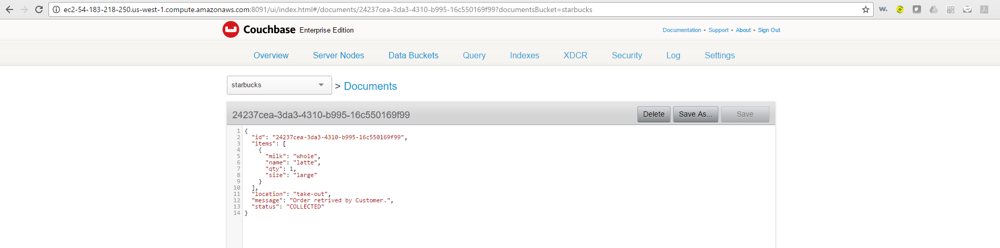 ec2-54-183-218-250.us-west-1.compute.amazonaws.com:8091/ui/index.html#/documents/24237cea-3da3-4310-b995-16c550169f99?documentsBucket=starbucks
w.
Couchbase Enterprise Edition
Documentation • Support • About • Sign Out
Overview Server Nodes Data Buckets Query Indexes XDCR Security Log Settings
starbucks > Documents
24237cea-3da3-4310-b995-16c550169f99 Delete Save As... Save
1 {
2 "id": "24237cea-3da3-4310-b995-16c550169f99",
3 "items": [
4 {
5 "milk": "whole",
6 "name": "latte",
7 "qty": 1,
8 "size": "large"
9 }
10 ],
11 "location": "take-out",
12 "message": "Order retrived by Customer.",
13 "status": "COLLECTED"
14 }